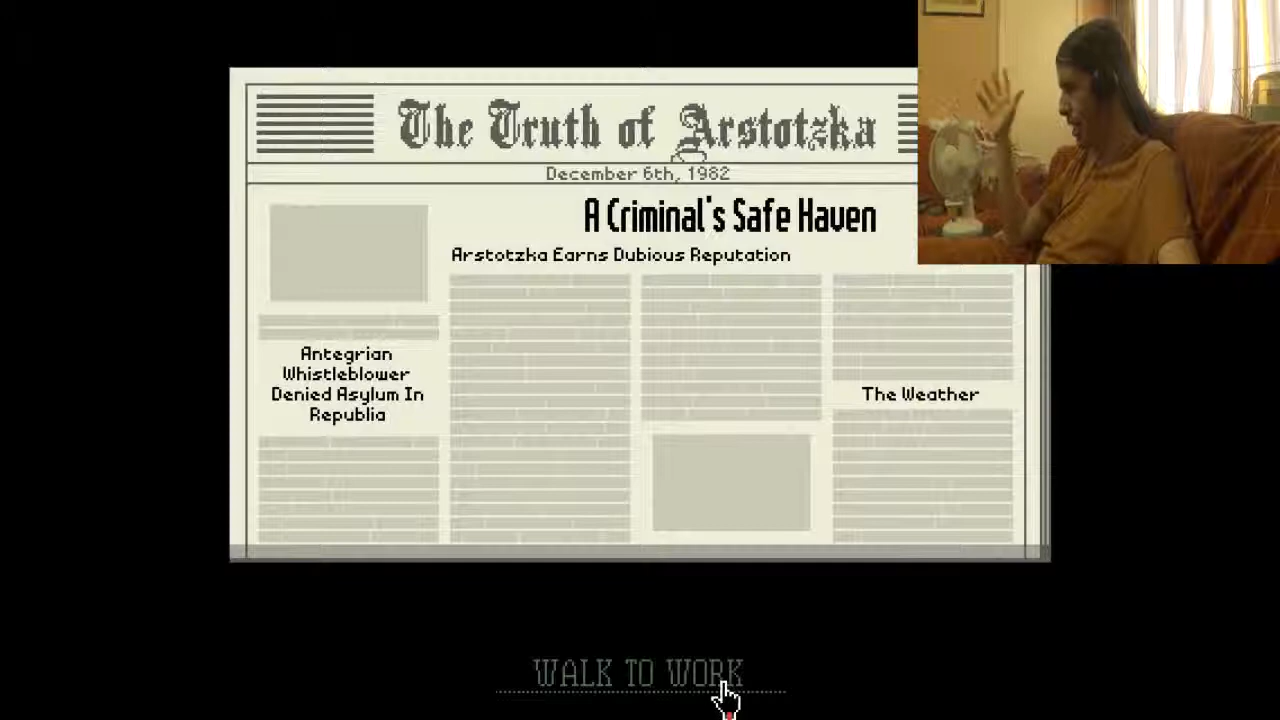 The Truth of Arstotzka
December 6th, 1982
A Criminal's Safe Haven
Arstotzka Earns Dubious Reputation
Antegrian
Whistleblower
Denied Asylum In
Republia
The Weather
WALK TO WORK